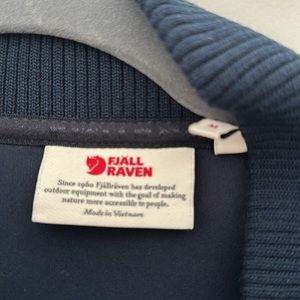 M
FJÄLL
RÄVEN
Since 1960 Fjällräven has developed
outdoor equipment with the goal of making
nature more accessible to people.
Made in Vietnam